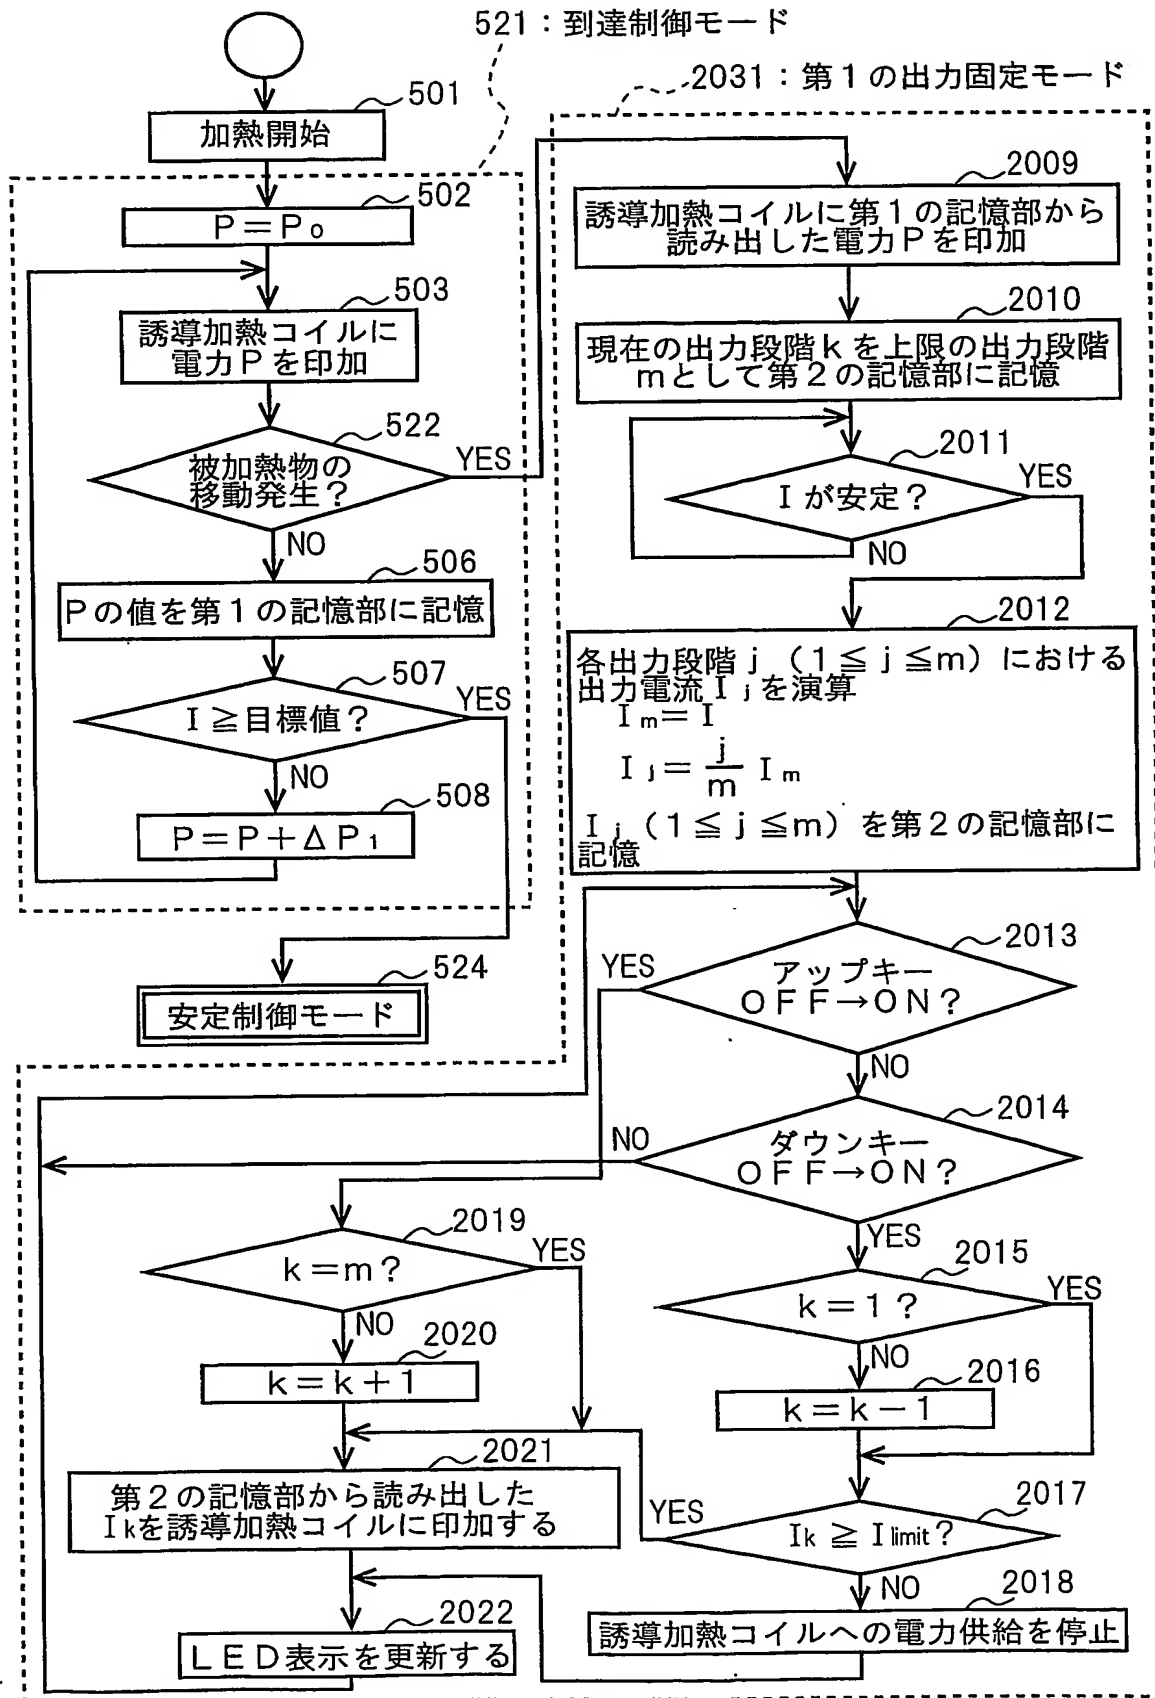 521：到達制御モード
2031：第１の出力固定モード
501
加熱開始
502
Ｐ＝Ｐ₀
503
誘導加熱コイルに
電力Ｐを印加
522
被加熱物の
移動発生？
YES
NO
506
Ｐの値を第１の記憶部に記憶
507
Ｉ≧目標値？
YES
NO
508
Ｐ＝Ｐ＋ΔＰ₁
524
安定制御モード
2009
誘導加熱コイルに第１の記憶部から
読み出した電力Ｐを印加
2010
現在の出力段階ｋを上限の出力段階
ｍとして第２の記憶部に記憶
2011
Ｉが安定？
YES
NO
2012
各出力段階ｊ（１≦ｊ≦ｍ）における
出力電流Ｉⱼを演算
Ｉₘ＝Ｉ
Ｉⱼ＝ｊ/ｍ Ｉₘ
Ｉⱼ（１≦ｊ≦ｍ）を第２の記憶部に
記憶
2013
アップキー
ＯＦＦ→ＯＮ？
YES
NO
2014
ダウンキー
ＯＦＦ→ＯＮ？
NO
YES
2015
ｋ＝１？
YES
NO
2016
ｋ＝ｋ－１
2017
Ｉk ≧ Ｉlimit？
YES
NO
2018
誘導加熱コイルへの電力供給を停止
2019
ｋ＝ｍ？
YES
NO
2020
ｋ＝ｋ＋１
2021
第２の記憶部から読み出した
Ｉkを誘導加熱コイルに印加する
2022
ＬＥＤ表示を更新する